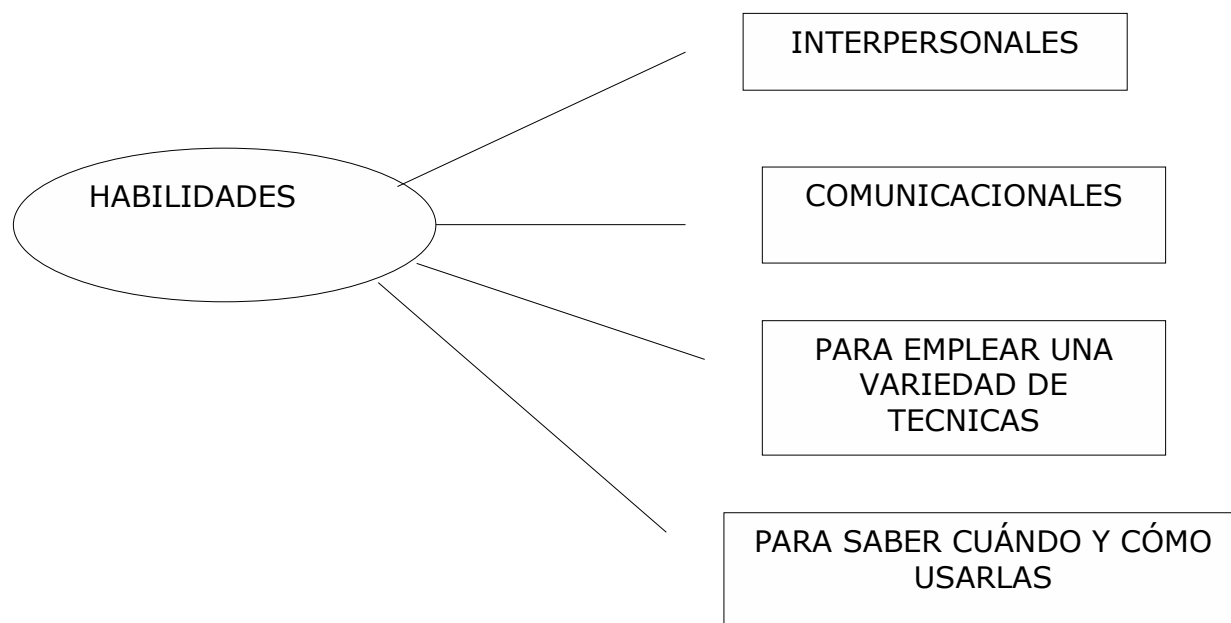 INTERPERSONALES
HABILIDADES
COMUNICACIONALES
PARA EMPLEAR UNA
VARIEDAD DE
TECNICAS
PARA SABER CUÁNDO Y CÓMO
USARLAS